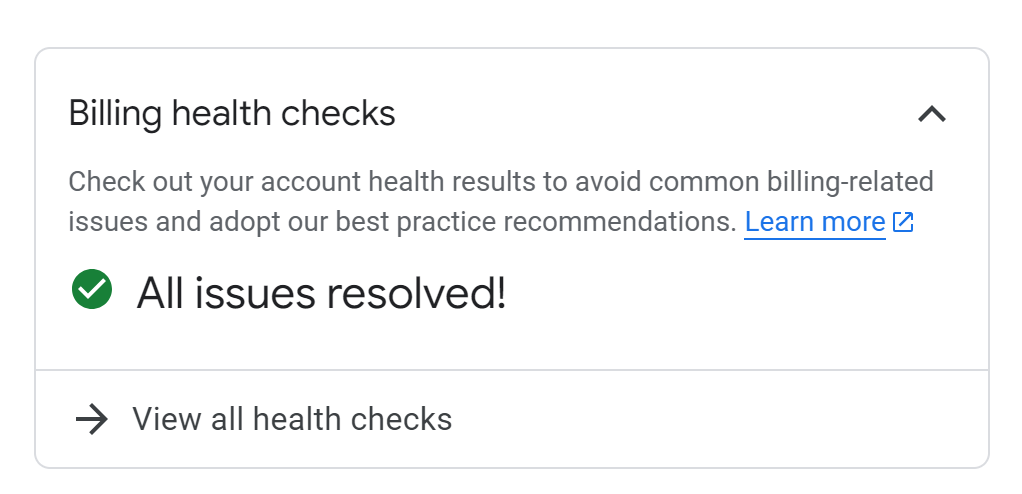 Billing health checks
Check out your account health results to avoid common billing-related
issues and adopt our best practice recommendations. Learn more
All issues resolved!
View all health checks